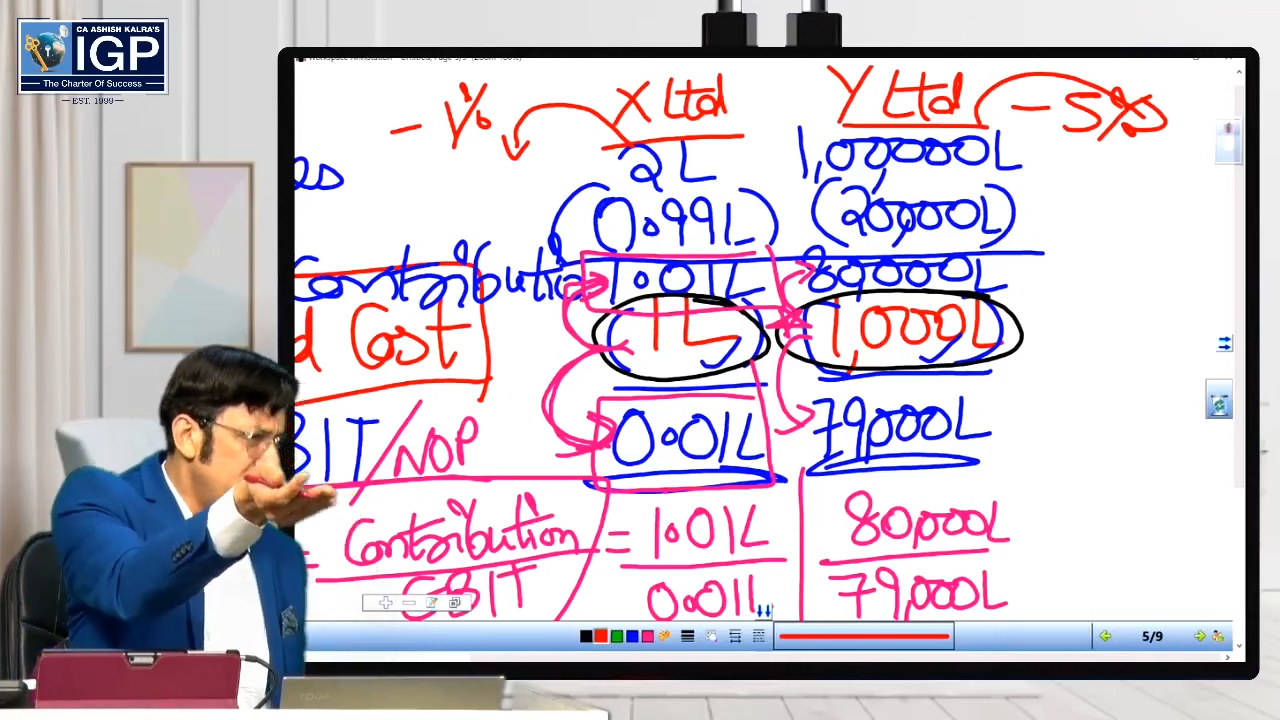 CA ASHISH KALRA'S
IGP
The Charter Of Success
EST. 1999
- 1% X Ltd Y Ltd - 5%
es 2L 1,00,000L
(0.99L) (20,000L)
Contribution 1.01L 80,000L
d Cost (1L) (1,000L)
BIT/NOP 0.01L 79,000L
= Contribution = 1.01L 80,000L
EBIT 0.01L 79,000L
5/9